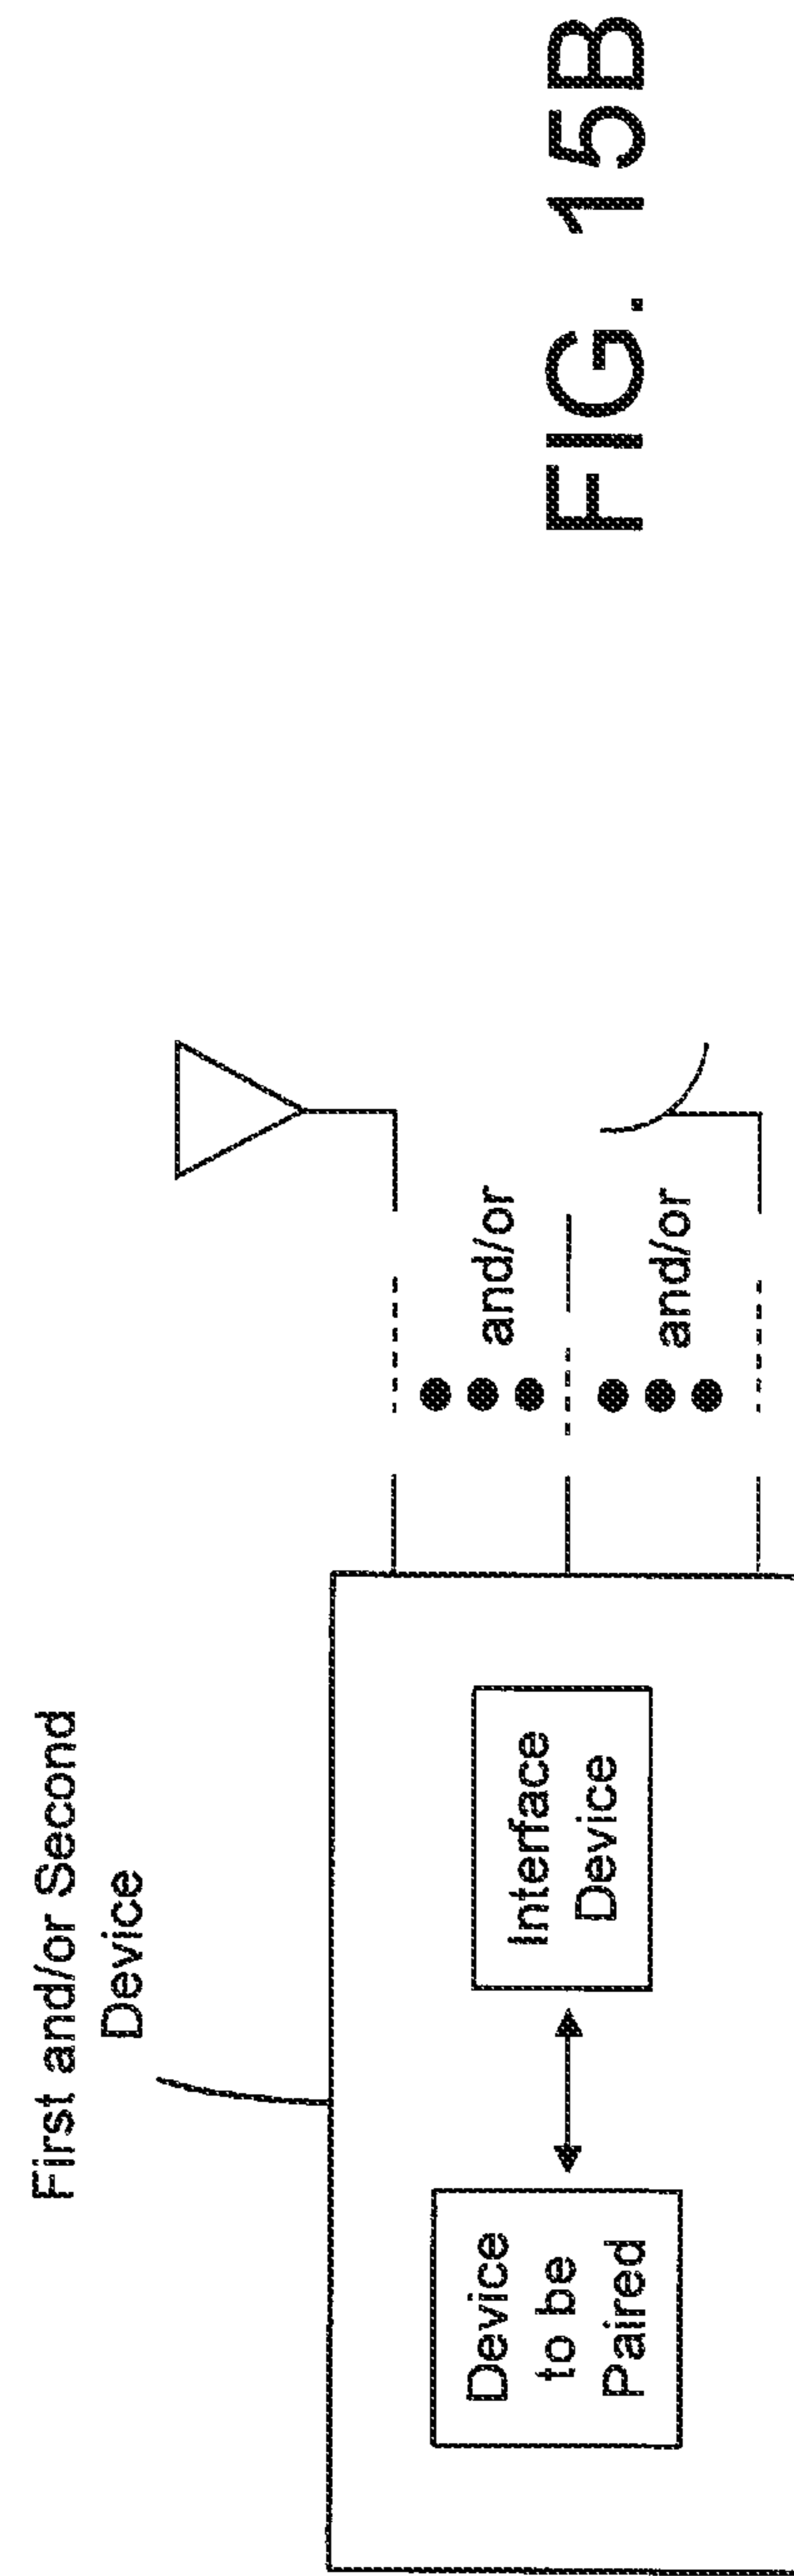 First and/or Second
Device
Device
to be
Paired
Interface
Device
and/or
and/or
FIG. 15B